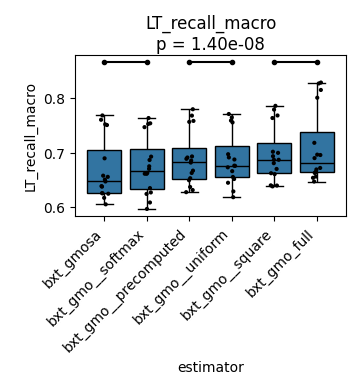 LT_recall_macro
p = 1.40e-08
LT_recall_macro
0.8
0.7
0.6
bxt_gmosa
bxt_gmo__softmax
bxt_gmo__precomputed
bxt_gmo__uniform
bxt_gmo__square
bxt_gmo_full
estimator